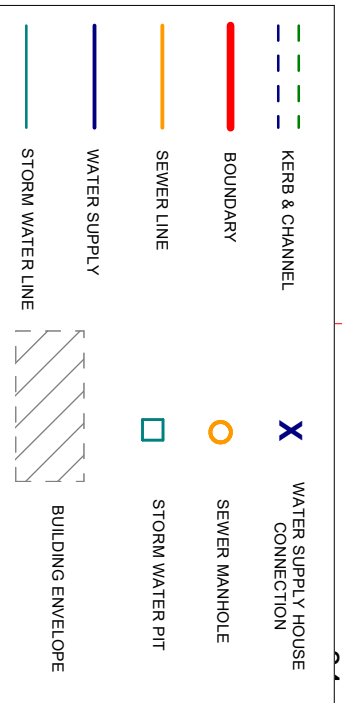 KERB & CHANNEL
BOUNDARY
SEWER LINE
WATER SUPPLY
STORM WATER LINE
X
WATER SUPPLY HOUSE
CONNECTION
SEWER MANHOLE
STORM WATER PIT
BUILDING ENVELOPE